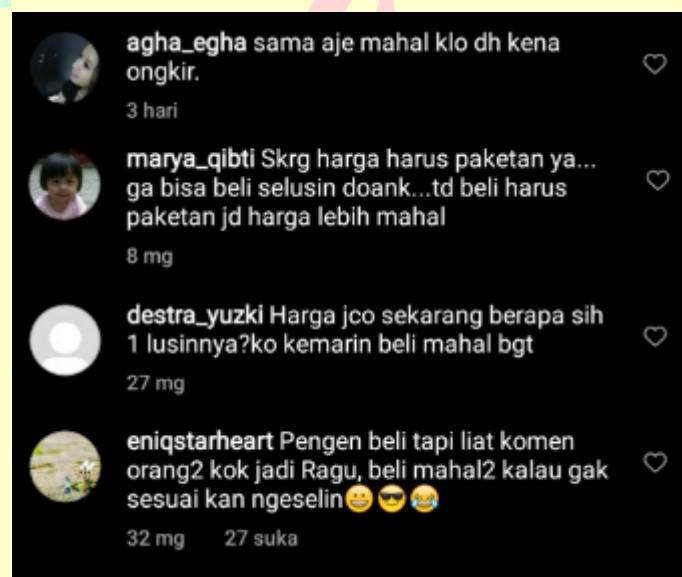 agha_egha sama aje mahal klo dh kena
ongkir.
3 hari
marya_qibti Skrg harga harus paketan ya...
ga bisa beli selusin doank...td beli harus
paketan jd harga lebih mahal
8 mg
destra_yuzki Harga jco sekarang berapa sih
1 lusinnya?ko kemarin beli mahal bgt
27 mg
eniqstarheart Pengen beli tapi liat komen
orang2 kok jadi Ragu, beli mahal2 kalau gak
sesuai kan ngeselin😀😎😂
32 mg 27 suka